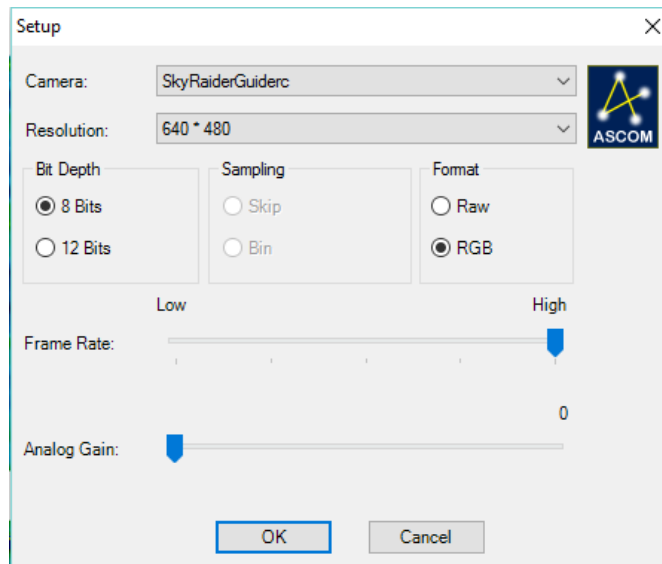 Setup
Camera: SkyRaiderGuiderc
Resolution: 640 * 480
ASCOM
Bit Depth Sampling Format
8 Bits Skip Raw
12 Bits Bin RGB
Low High
Frame Rate:
0
Analog Gain:
OK Cancel